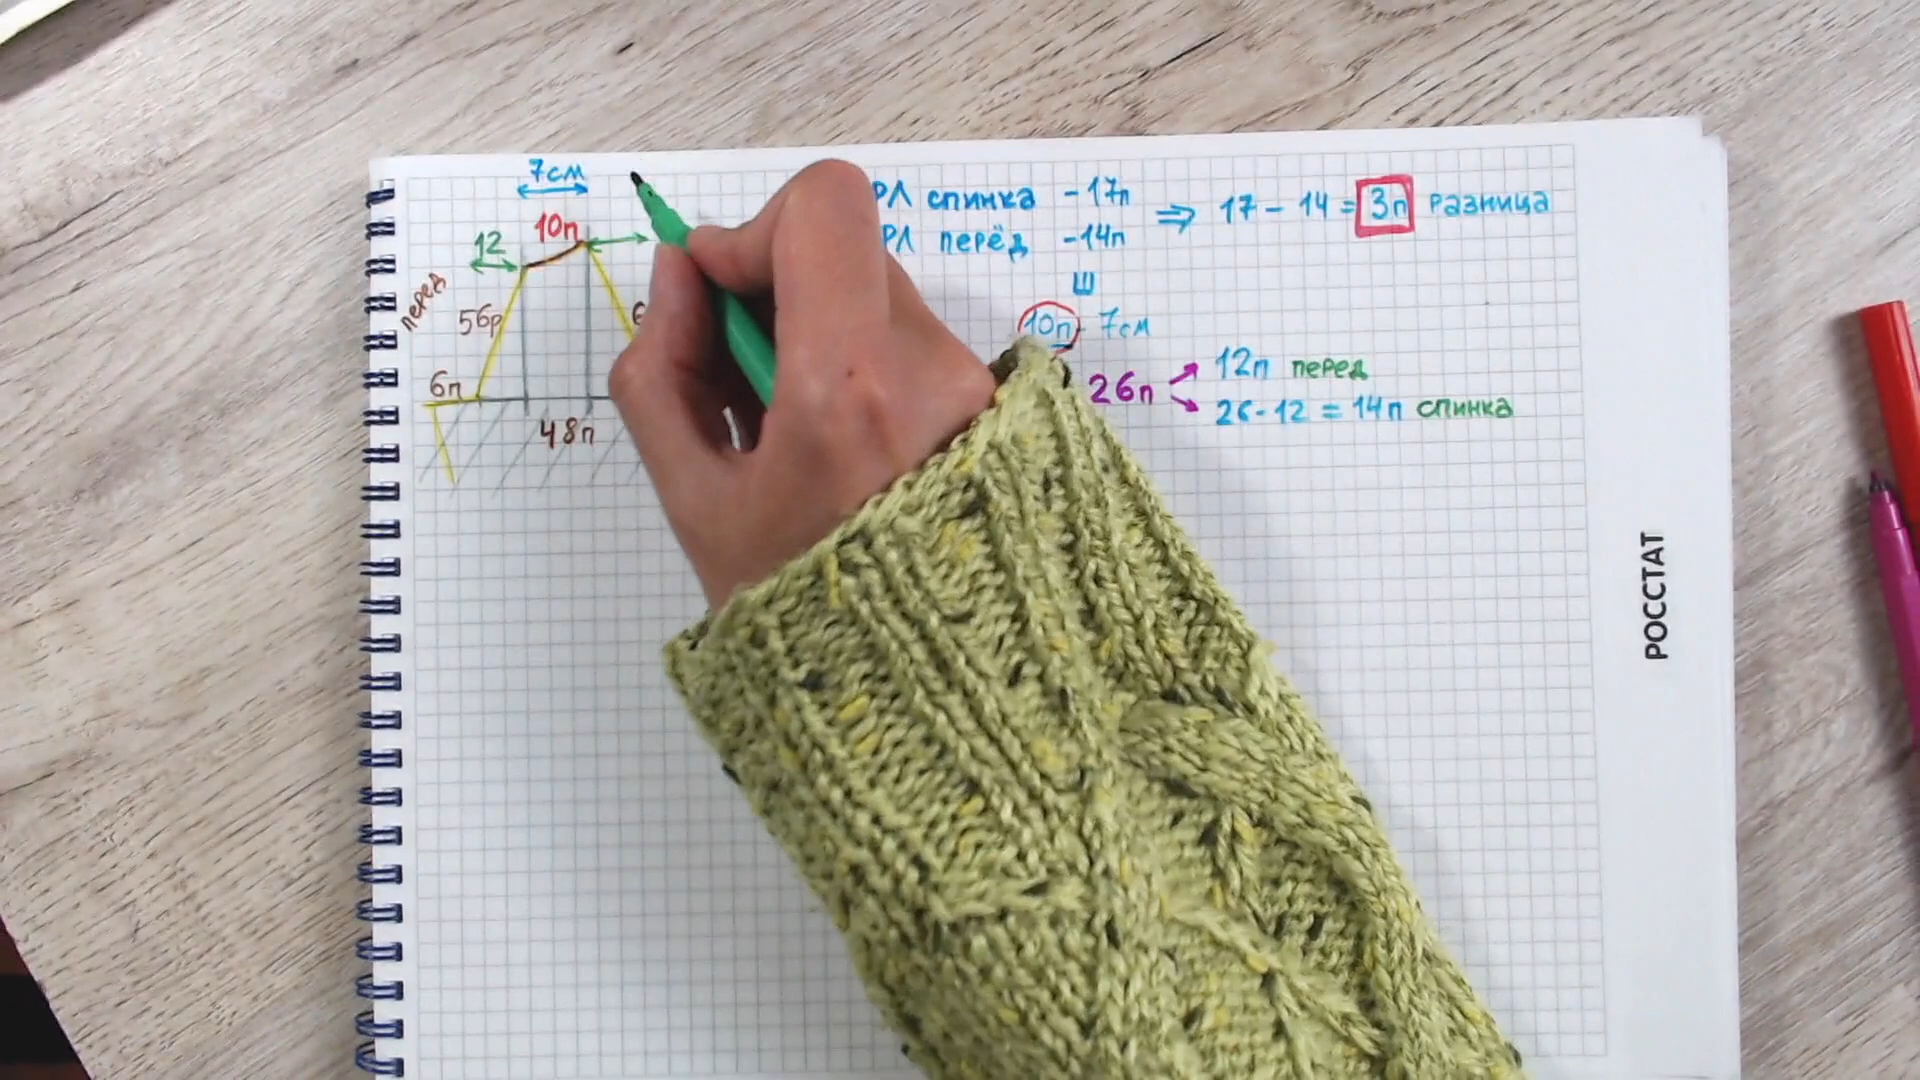 7см
10п
12
перед
56р
6п
48п
РЛ спинка - 17п ⇒ 17 - 14 = 3п разница
РЛ перёд - 14п
10п - 7см
26п
12п перед
26 - 12 = 14п спинка
РОССТАТ